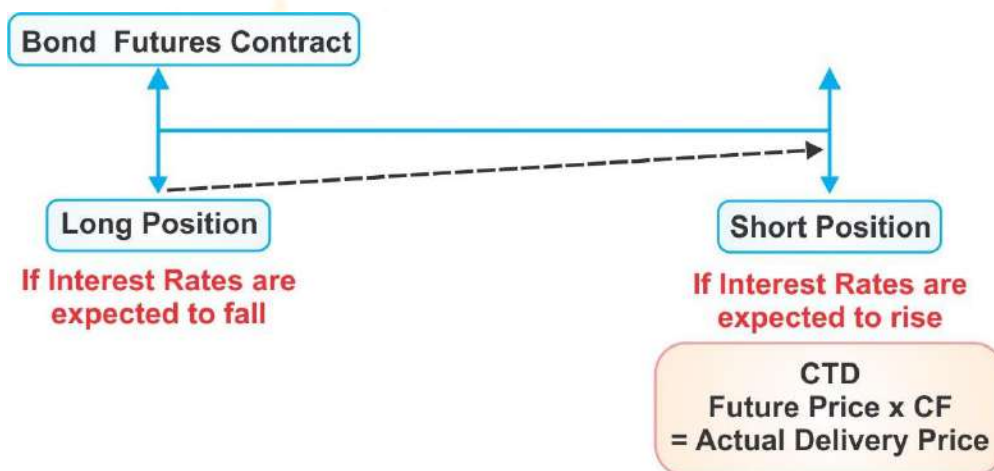 Bond Futures Contract
Long Position
If Interest Rates are
expected to fall
Short Position
If Interest Rates are
expected to rise
CTD
Future Price x CF
= Actual Delivery Price